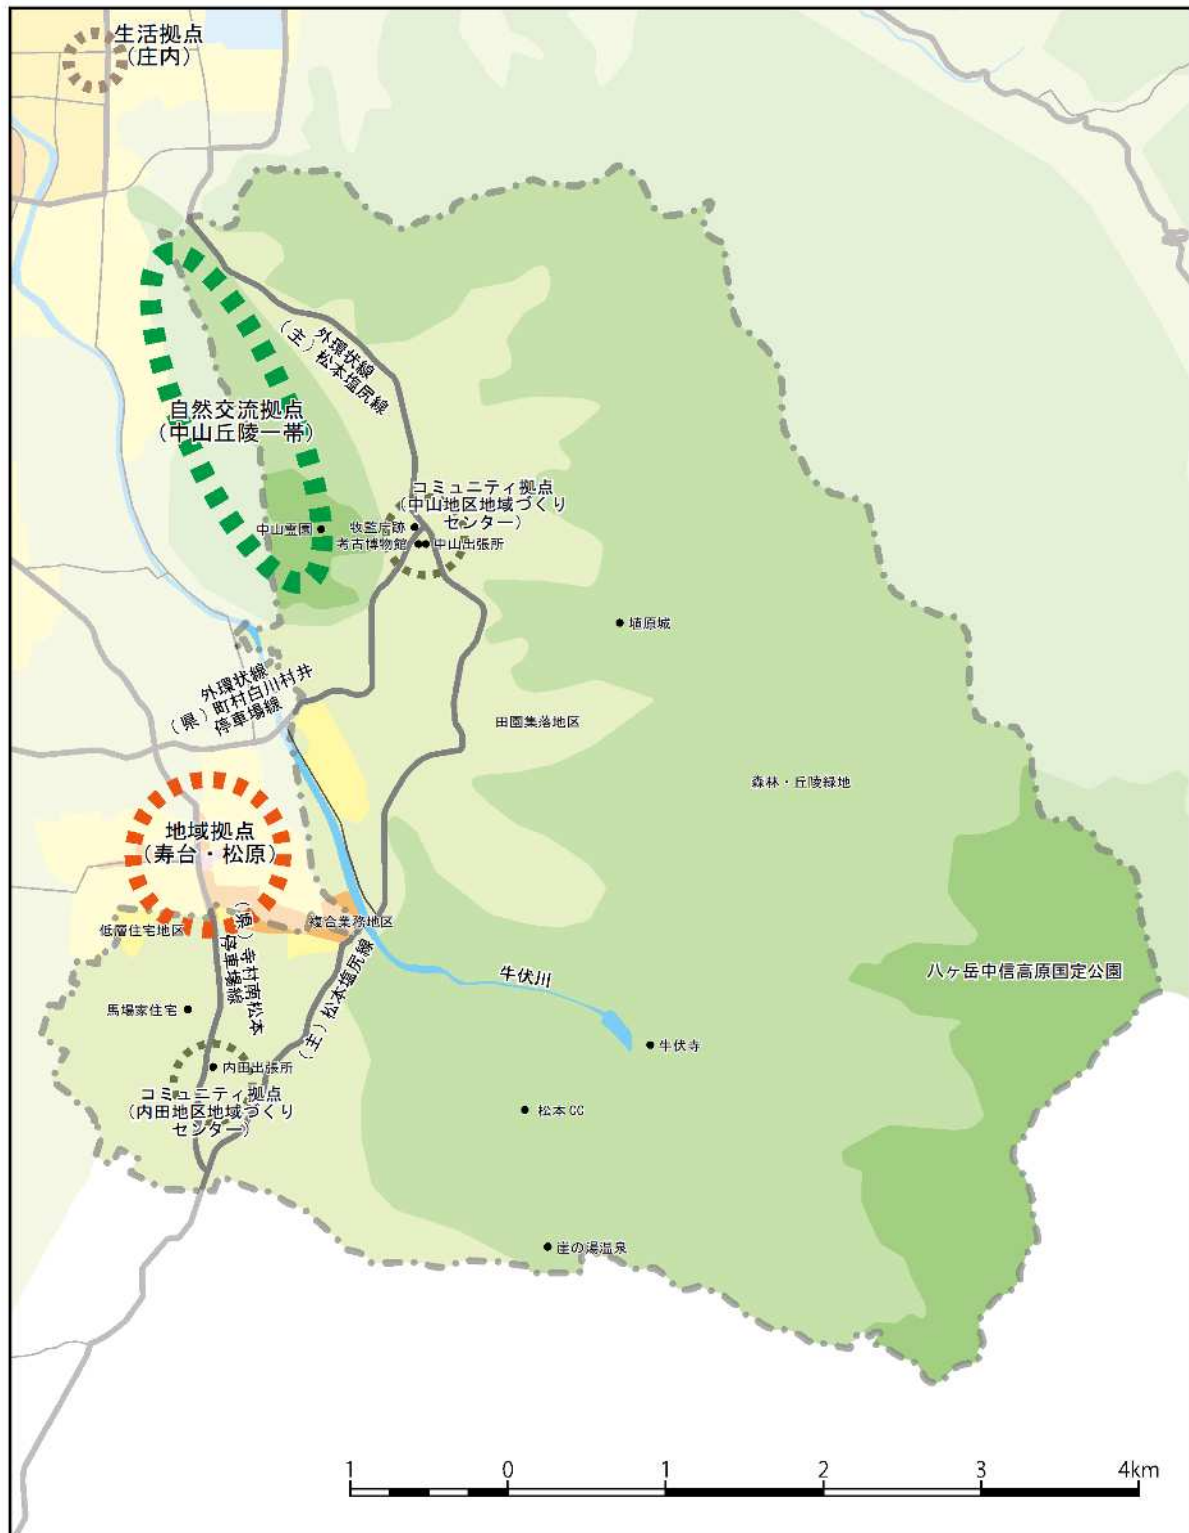 生活拠点
(庄内)
外環状線
(主)松本塩尻線
自然交流拠点
(中山丘陵一帯)
コミュニティ拠点
(中山地区地域づくり
センター)
中山霊園
牧監庁跡
考古博物館
中山出張所
埴原城
外環状線
(県)町村白川村井
停車場線
田園集落地区
森林・丘陵緑地
地域拠点
(寿台・松原)
低層住宅地区
複合業務地区
(県)寺村南松本
停車場線
(主)松本塩尻線
牛伏川
八ヶ岳中信高原国定公園
馬場家住宅
牛伏寺
内田出張所
コミュニティ拠点
(内田地区地域づくり
センター)
松本CC
崖の湯温泉
1 0 1 2 3 4km